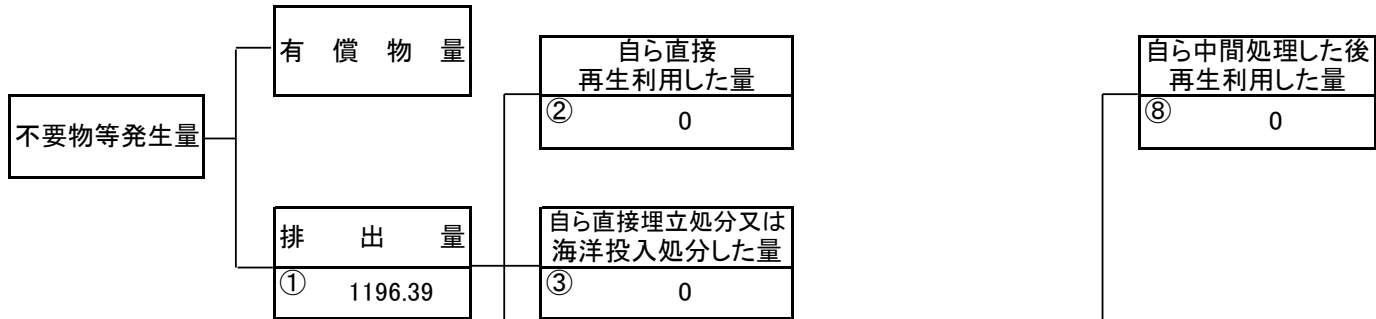 有 償 物 量
自ら直接
再生利用した量
② 0
自ら中間処理した後
再生利用した量
⑧ 0
不要物等発生量
排 出 量
① 1196.39
自ら直接埋立処分又は
海洋投入処分した量
③ 0